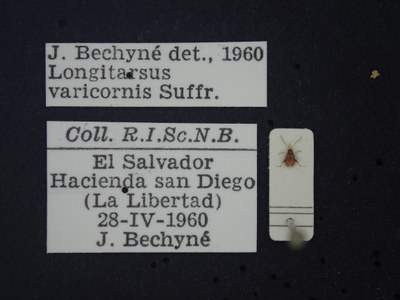 J. Bechyné det., 1960
Longitarsus
varicornis Suffr.
Coll. R.I.Sc.N.B.
El Salvador
Hacienda san Diego
(La Libertad)
28-IV-1960
J. Bechyné